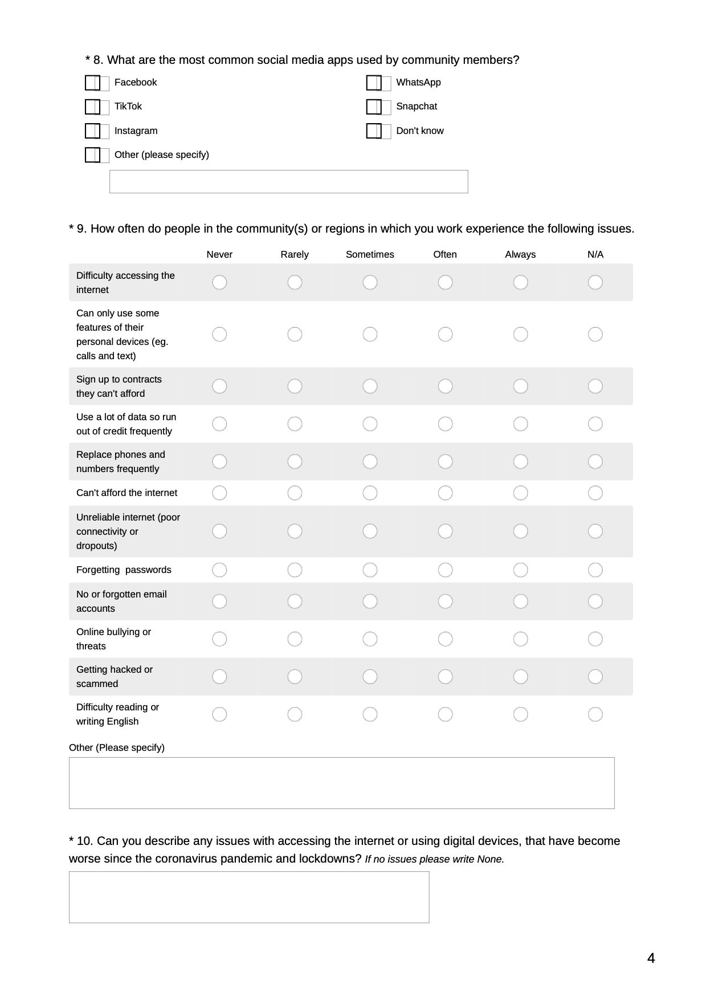 * 8. What are the most common social media apps used by community members?
Facebook
WhatsApp
TikTok
Snapchat
Instagram
Don't know
Other (please specify)
* 9. How often do people in the community(s) or regions in which you work experience the following issues.
Never Rarely Sometimes Often Always N/A
Difficulty accessing the
internet
Can only use some
features of their
personal devices (eg.
calls and text)
Sign up to contracts
they can't afford
Use a lot of data so run
out of credit frequently
Replace phones and
numbers frequently
Can't afford the internet
Unreliable internet (poor
connectivity or
dropouts)
Forgetting  passwords
No or forgotten email
accounts
Online bullying or
threats
Getting hacked or
scammed
Difficulty reading or
writing English
Other (Please specify)
* 10. Can you describe any issues with accessing the internet or using digital devices, that have become
worse since the coronavirus pandemic and lockdowns? If no issues please write None.
4